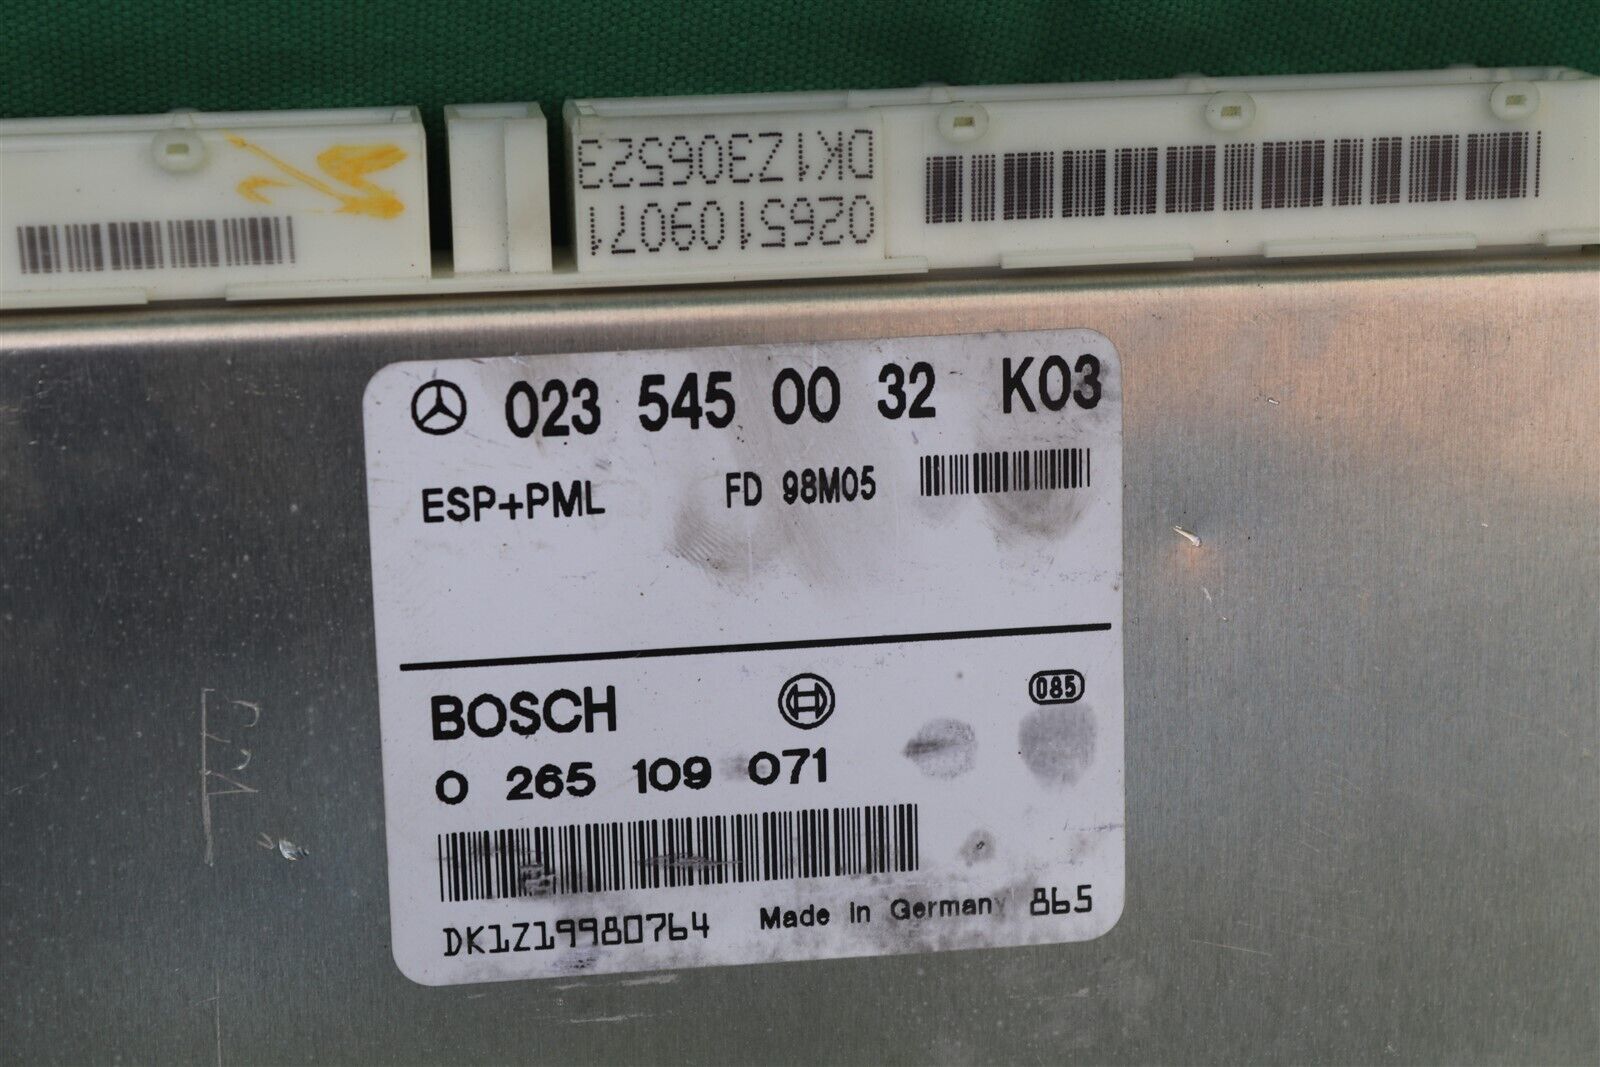 DK1Z306523
0265109071
023 545 00 32 K03
ESP+PML FD 98M05
BOSCH 085
0 265 109 071
DK1Z19980764 Made in Germany 865